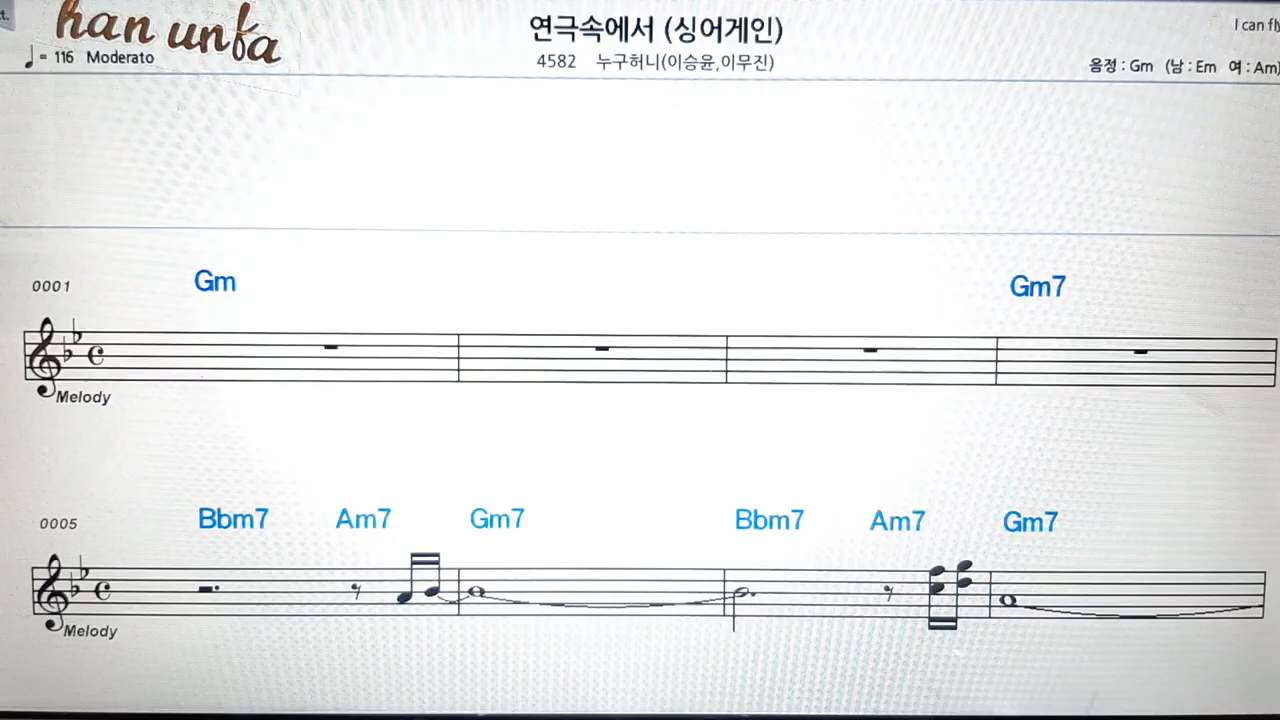 t.
han unfa
연극속에서 (싱어게인)
I can fly
♩ = 116 Moderato
4582 누구허니(이승윤,이무진)
음정 : Gm (남 : Em 여 : Am)
0001 Gm Gm7
Melody
0005 Bbm7 Am7 Gm7 Bbm7 Am7 Gm7
Melody